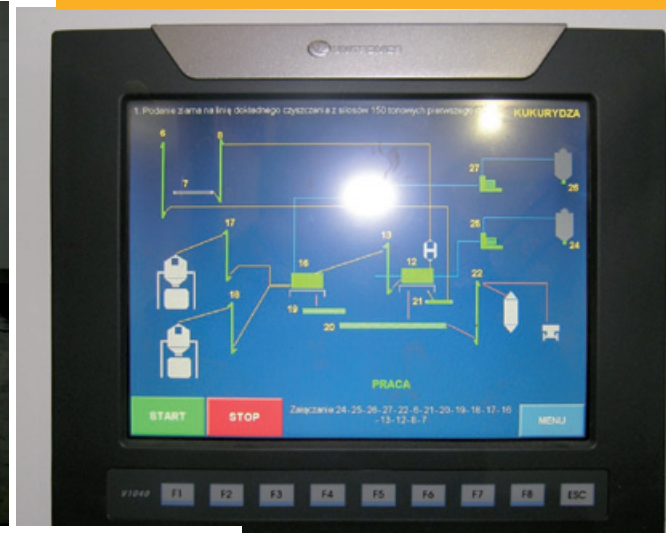 UNITRONICS
1. Podanie ziarna na linię dokładnego czyszczenia z silosów 150 tonowych pierwszego
KUKURYDZA
6
8
27
7
26
17
25
13
24
16
12
22
18
21
19
20
PRACA
START
STOP
Załączanie 24-25-26-27-22-6-21-20-19-18-17-16
-13-12-8-7
MENU
V1040
F1
F2
F3
F4
F5
F6
F7
F8
ESC